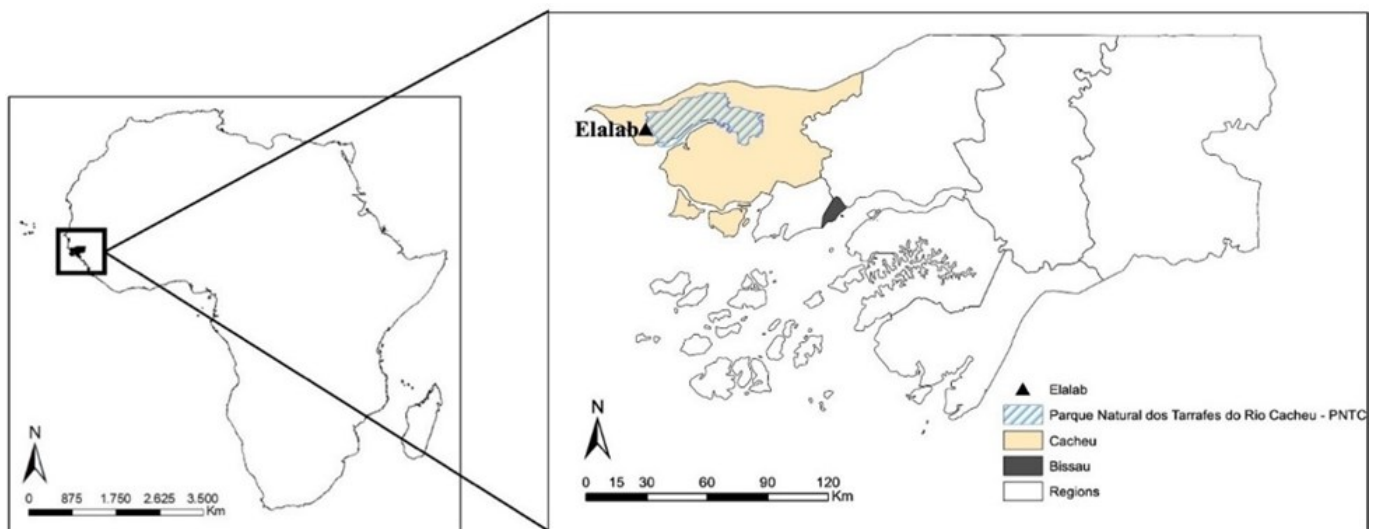 Elalab
N
0 875 1.750 2.625 3.500
Km
N
0 15 30 60 90 120
Km
Elalab
Parque Natural dos Tarrafes do Rio Cacheu - PNTC
Cacheu
Bissau
Regions